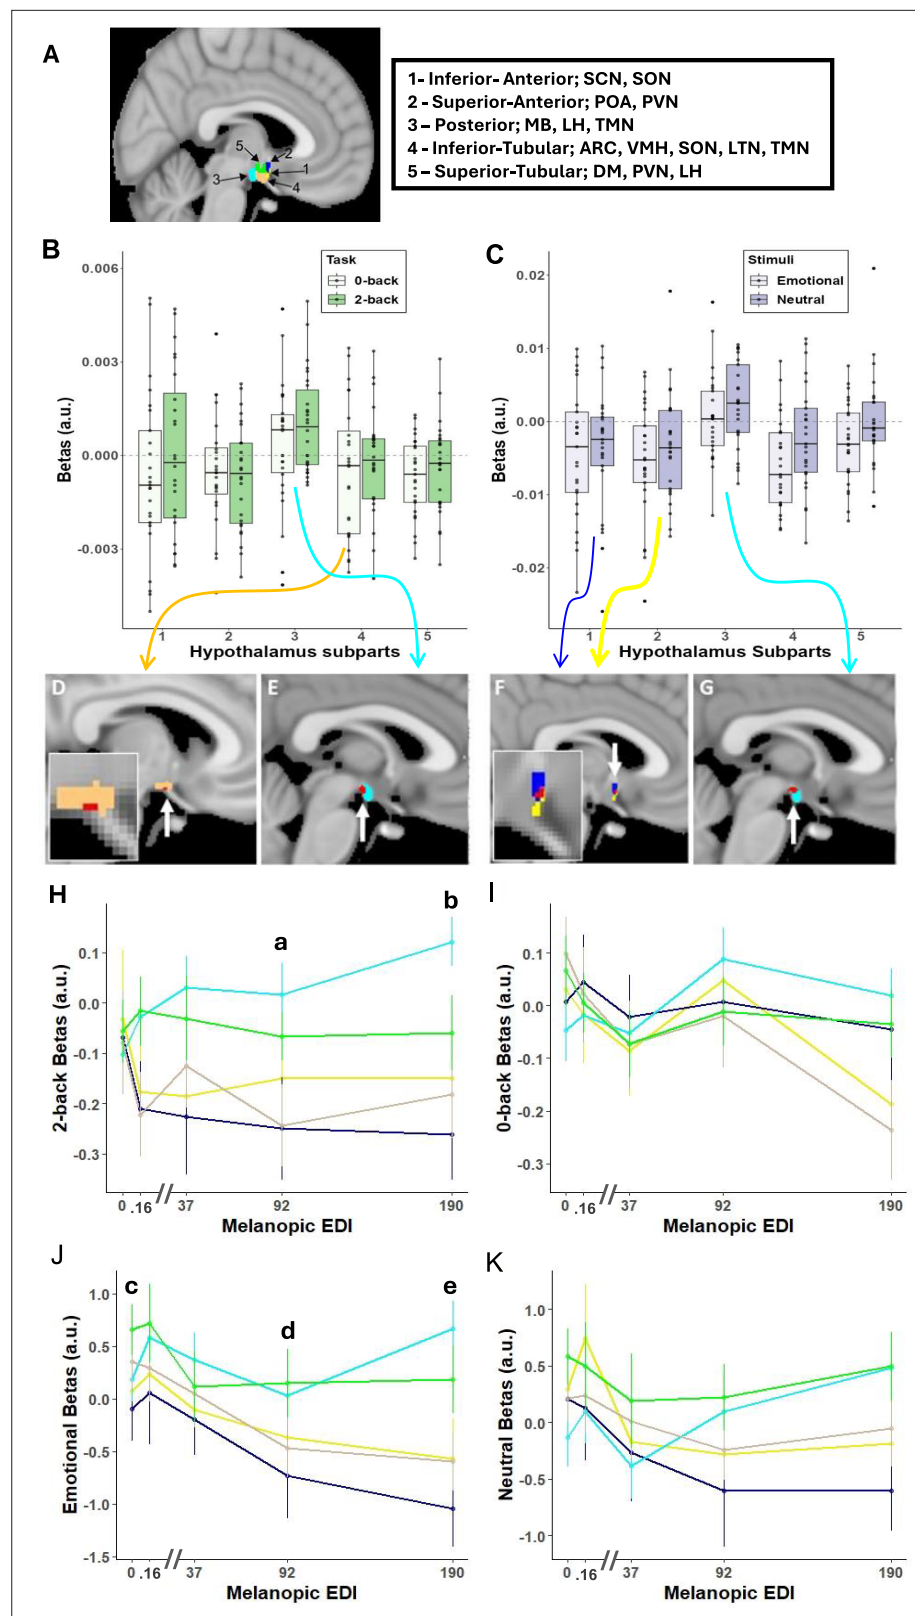 A
1- Inferior- Anterior; SCN, SON
2 - Superior-Anterior; POA, PVN
3 – Posterior; MB, LH, TMN
4 - Inferior-Tubular; ARC, VMH, SON, LTN, TMN
5 – Superior-Tubular; DM, PVN, LH
5
2
1
3
4
B
Task
0-back
2-back
0.006
0.003
0.000
-0.003
Betas (a.u.)
1 2 3 4 5
Hypothalamus subparts
C
Stimuli
Emotional
Neutral
0.02
0.01
0.00
-0.01
-0.02
Betas (a.u.)
1 2 3 4 5
Hypothalamus Subparts
D
E
F
G
H
a
b
0.1
0.0
-0.1
-0.2
-0.3
2-back Betas (a.u.)
0 .16 // 37 92 190
Melanopic EDI
I
0.1
0.0
-0.1
-0.2
-0.3
0-back Betas (a.u.)
0 .16 // 37 92 190
Melanopic EDI
J
c
d
e
1.0
0.5
0.0
-0.5
-1.0
-1.5
Emotional Betas (a.u.)
0 .16 // 37 92 190
Melanopic EDI
K
1.0
0.5
0.0
-0.5
-1.0
Neutral Betas (a.u.)
0 .16 // 37 92 190
Melanopic EDI